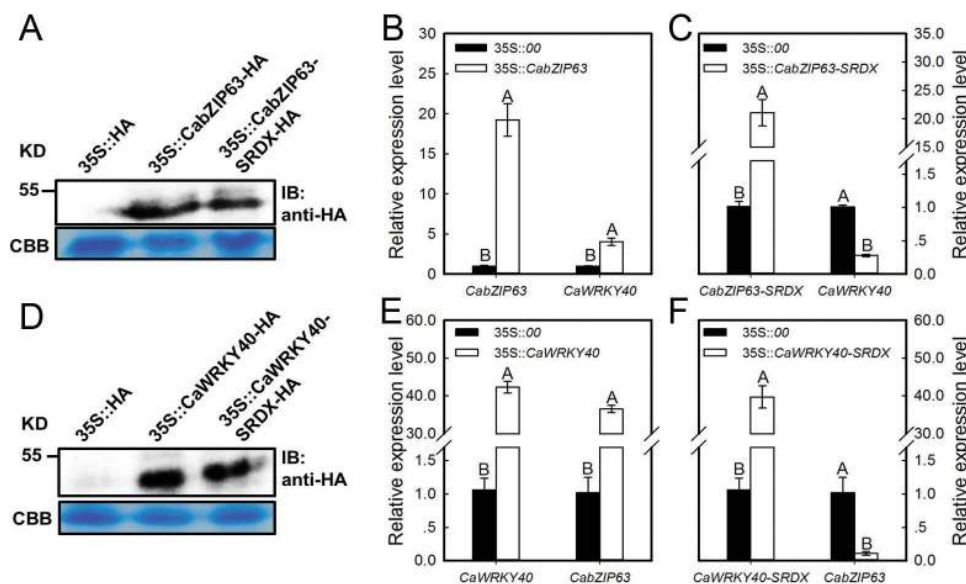 A
KD
35S::HA
35S::CabZIP63-HA
35S::CabZIP63-
SRDX-HA
55
IB:
anti-HA
CBB
B
Relative expression level
30
25
20
15
10
5
0
35S::00
35S::CabZIP63
B
A
B
A
CabZIP63
CaWRKY40
C
35S::00
35S::CabZIP63-SRDX
Relative expression level
30.0
25.0
20.0
15.0
1.5
1.0
.5
0.0
B
A
A
B
CabZIP63-SRDX
CaWRKY40
D
KD
35S::HA
35S::CaWRKY40-HA
35S::CaWRKY40-
SRDX-HA
55
IB:
anti-HA
CBB
E
Relative expression level
60.0
50.0
40.0
30.0
1.5
1.0
.5
0.0
35S::00
35S::CaWRKY40
B
A
B
A
CaWRKY40
CabZIP63
F
35S::00
35S::CaWRKY40-SRDX
Relative expression level
60.0
50.0
40.0
30.0
1.5
1.0
.5
0.0
B
A
A
B
CaWRKY40-SRDX
CabZIP63